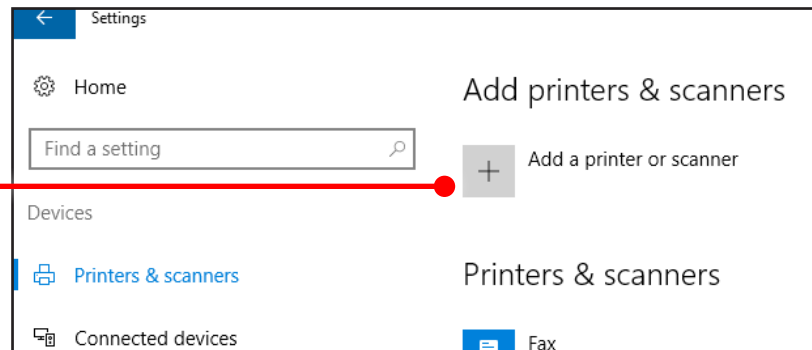 Settings
Home
Find a setting
Devices
Printers & scanners
Connected devices
Add printers & scanners
Add a printer or scanner
Printers & scanners
Fax